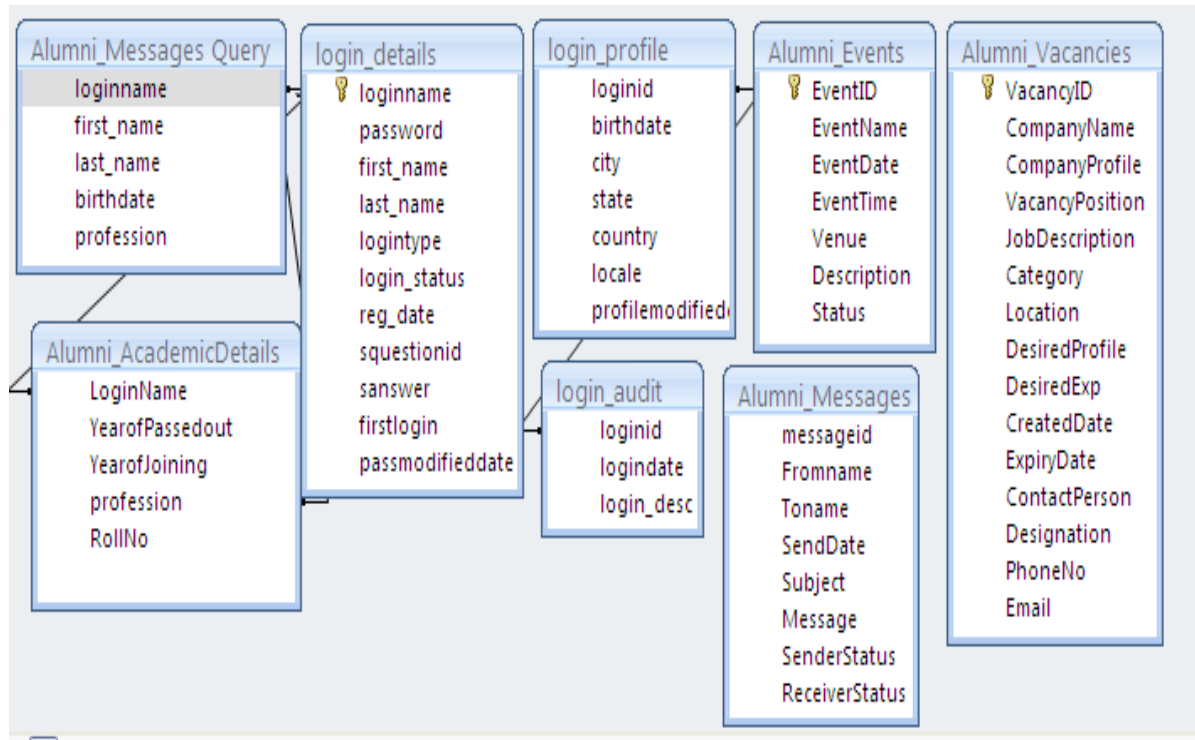 Alumni_Messages Query
loginname
first_name
last_name
birthdate
profession
login_details
loginname
password
first_name
last_name
logintype
login_status
reg_date
squestionid
sanswer
firstlogin
passmodifieddate
login_profile
loginid
birthdate
city
state
country
locale
profilemodified
Alumni_Events
EventID
EventName
EventDate
EventTime
Venue
Description
Status
Alumni_Vacancies
VacancyID
CompanyName
CompanyProfile
VacancyPosition
JobDescription
Category
Location
DesiredProfile
DesiredExp
CreatedDate
ExpiryDate
ContactPerson
Designation
PhoneNo
Email
Alumni_AcademicDetails
LoginName
YearofPassedout
YearofJoining
profession
RollNo
login_audit
loginid
logindate
login_desc
Alumni_Messages
messageid
Fromname
Toname
SendDate
Subject
Message
SenderStatus
ReceiverStatus